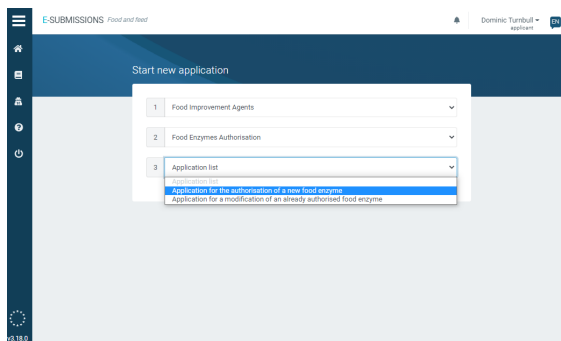 E-SUBMISSIONS Food and feed
Dominic Turnbull
applicant
EN
Start new application
1 Food Improvement Agents
2 Food Enzymes Authorisation
3 Application list
Application list
Application for the authorisation of a new food enzyme
Application for a modification of an already authorised food enzyme
v3.18.0